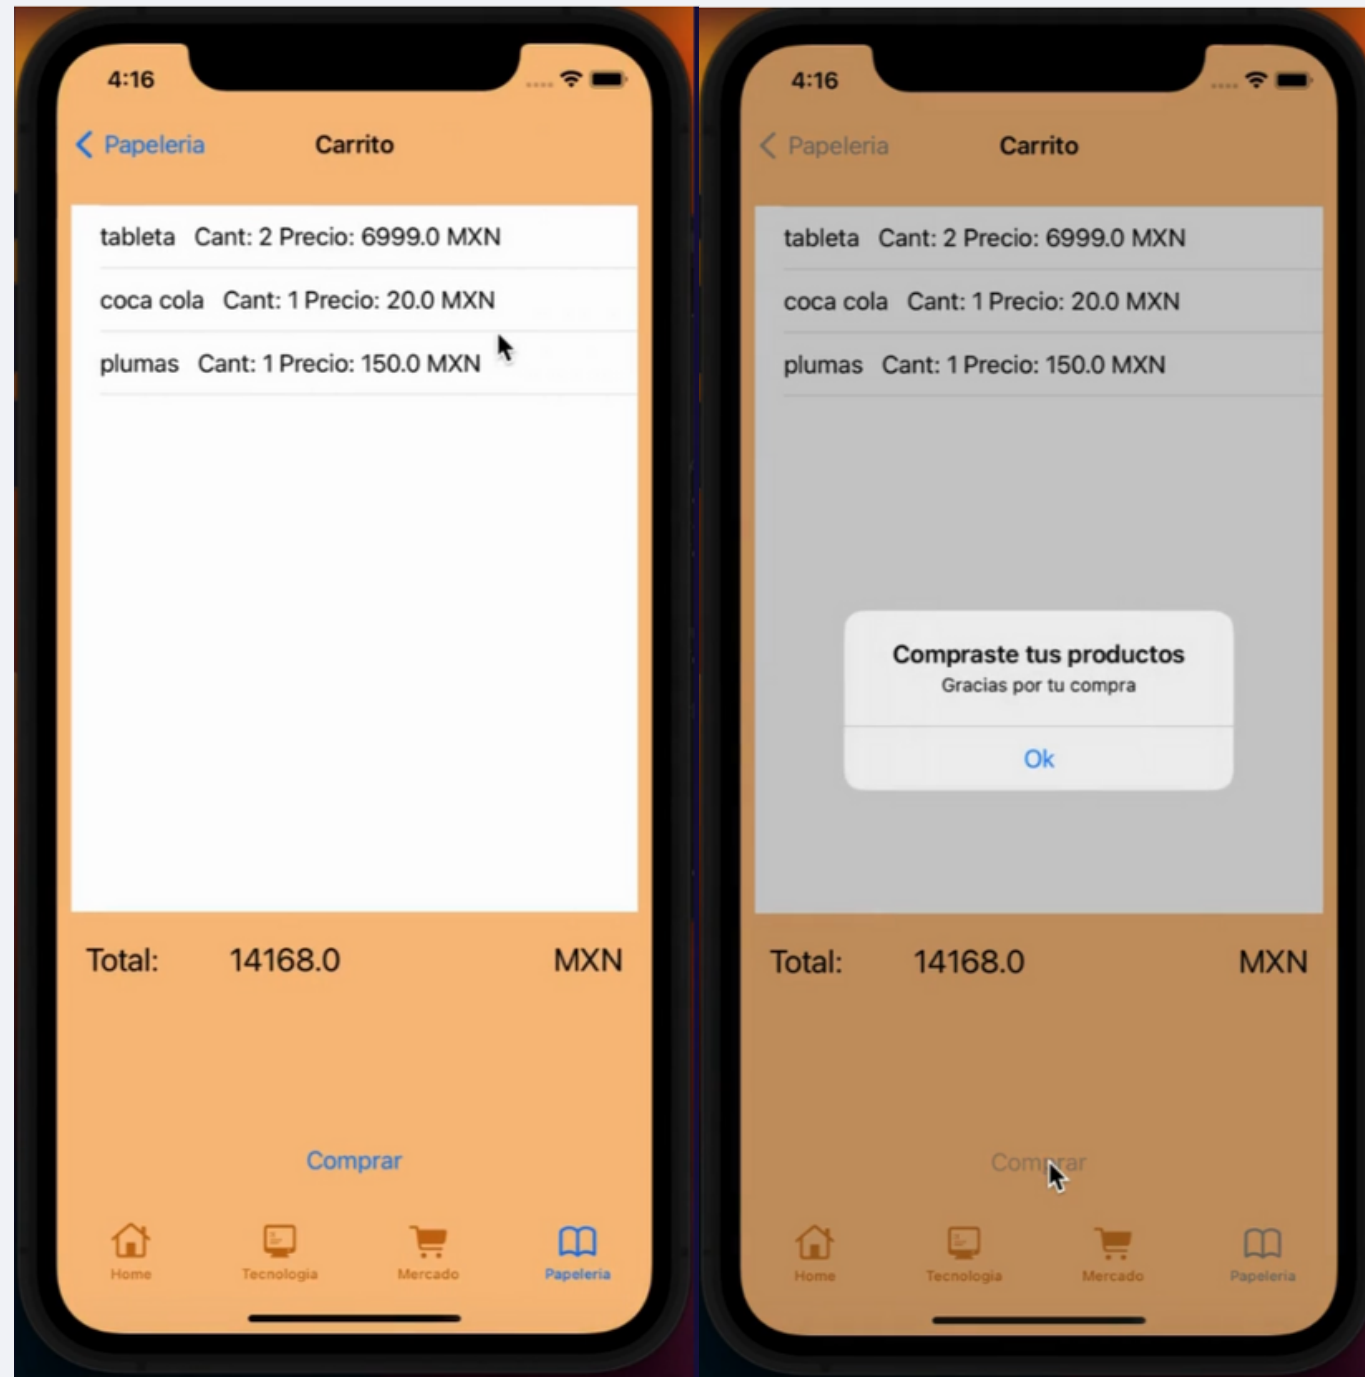 4:16
Papeleria
Carrito
tableta Cant: 2 Precio: 6999.0 MXN
coca cola Cant: 1 Precio: 20.0 MXN
plumas Cant: 1 Precio: 150.0 MXN
Total: 14168.0 MXN
Comprar
Home Tecnologia Mercado Papeleria
4:16
Papeleria
Carrito
tableta Cant: 2 Precio: 6999.0 MXN
coca cola Cant: 1 Precio: 20.0 MXN
plumas Cant: 1 Precio: 150.0 MXN
Compraste tus productos
Gracias por tu compra
Ok
Total: 14168.0 MXN
Comprar
Home Tecnologia Mercado Papeleria